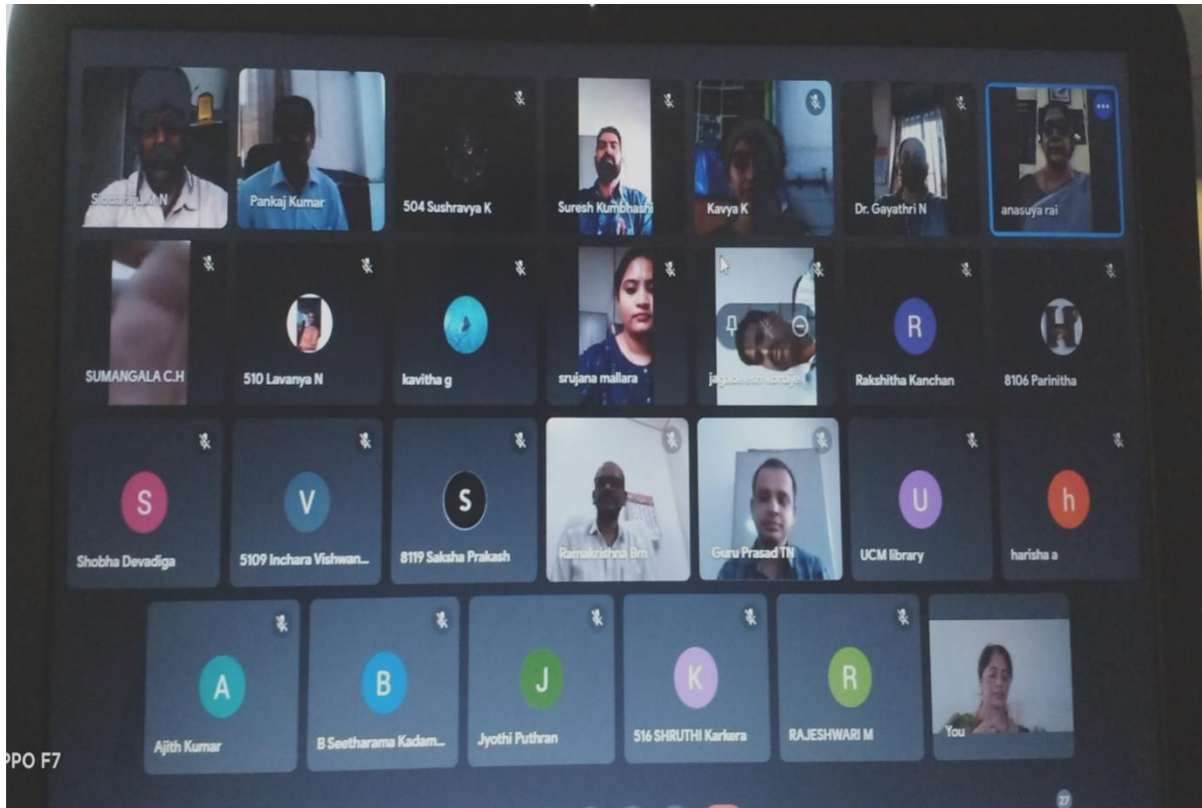 Siddaraju M N
Pankaj Kumar
504 Sushravya K
Suresh Kumbhashi
Kavya K
Dr. Gayathri N
anasuya rai
SUMANGALA C.H
510 Lavanya N
kavitha g
srujana mallara
R
Rakshitha Kanchan
H
8106 Parinitha
S
Shobha Devadiga
V
5109 Inchara Vishwan...
S
8119 Saksha Prakash
Ramakrishna Bm
Guru Prasad TN
U
UCM library
h
harisha a
A
Ajith Kumar
B
B Seetharama Kadam...
J
Jyothi Puthran
K
516 SHRUTHI Karkera
R
RAJESHWARI M
You
PPO F7
27